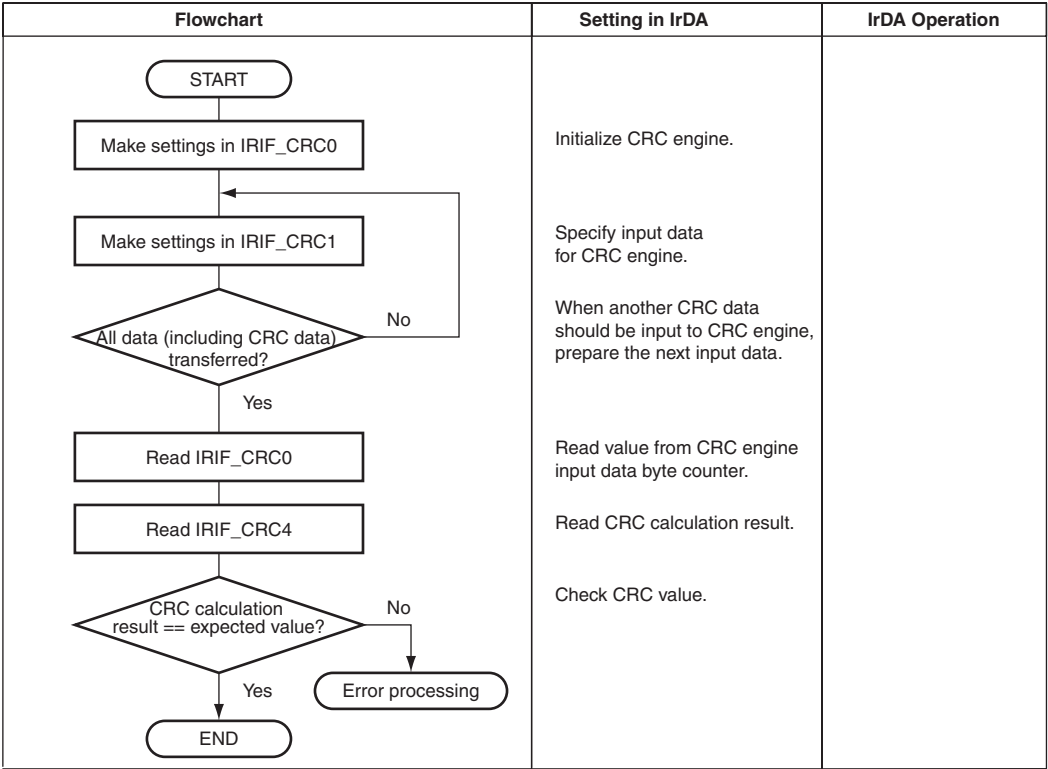 Flowchart
Setting in IrDA
IrDA Operation
START
Make settings in IRIF_CRC0
Initialize CRC engine.
Make settings in IRIF_CRC1
Specify input data
for CRC engine.
All data (including CRC data)
transferred?
No
When another CRC data
should be input to CRC engine,
prepare the next input data.
Yes
Read IRIF_CRC0
Read value from CRC engine
input data byte counter.
Read IRIF_CRC4
Read CRC calculation result.
CRC calculation
result == expected value?
No
Check CRC value.
Yes
Error processing
END